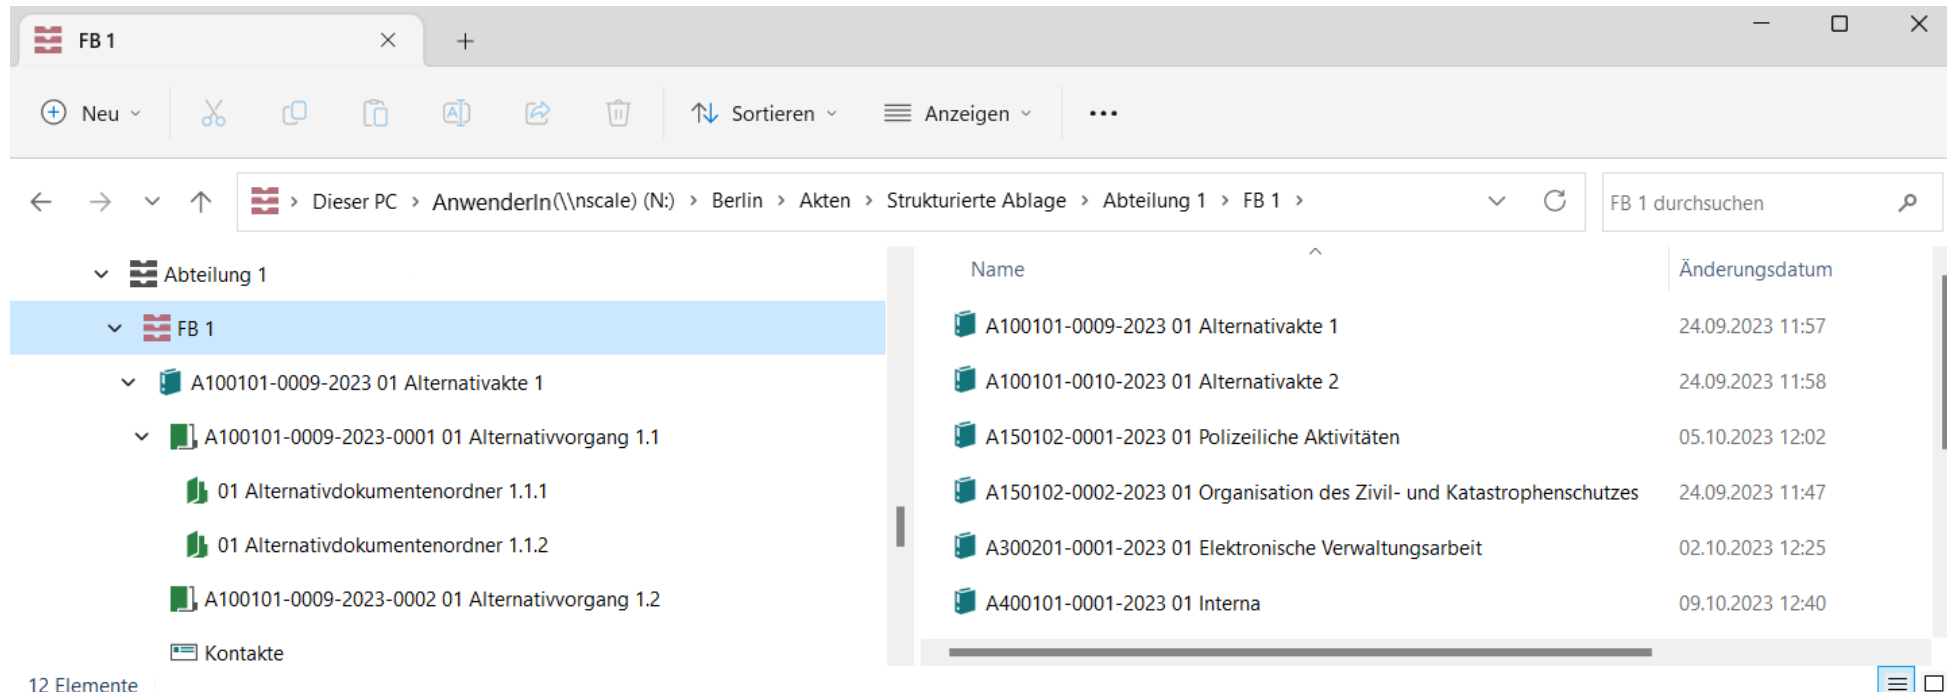 FB 1
Neu
Sortieren
Anzeigen
Dieser PC > AnwenderIn(\\nscale) (N:) > Berlin > Akten > Strukturierte Ablage > Abteilung 1 > FB 1 >
FB 1 durchsuchen
Abteilung 1
FB 1
A100101-0009-2023 01 Alternativakte 1
A100101-0009-2023-0001 01 Alternativvorgang 1.1
01 Alternativdokumentenordner 1.1.1
01 Alternativdokumentenordner 1.1.2
A100101-0009-2023-0002 01 Alternativvorgang 1.2
Kontakte
Name Änderungsdatum
A100101-0009-2023 01 Alternativakte 1 24.09.2023 11:57
A100101-0010-2023 01 Alternativakte 2 24.09.2023 11:58
A150102-0001-2023 01 Polizeiliche Aktivitäten 05.10.2023 12:02
A150102-0002-2023 01 Organisation des Zivil- und Katastrophenschutzes 24.09.2023 11:47
A300201-0001-2023 01 Elektronische Verwaltungsarbeit 02.10.2023 12:25
A400101-0001-2023 01 Interna 09.10.2023 12:40
12 Elemente